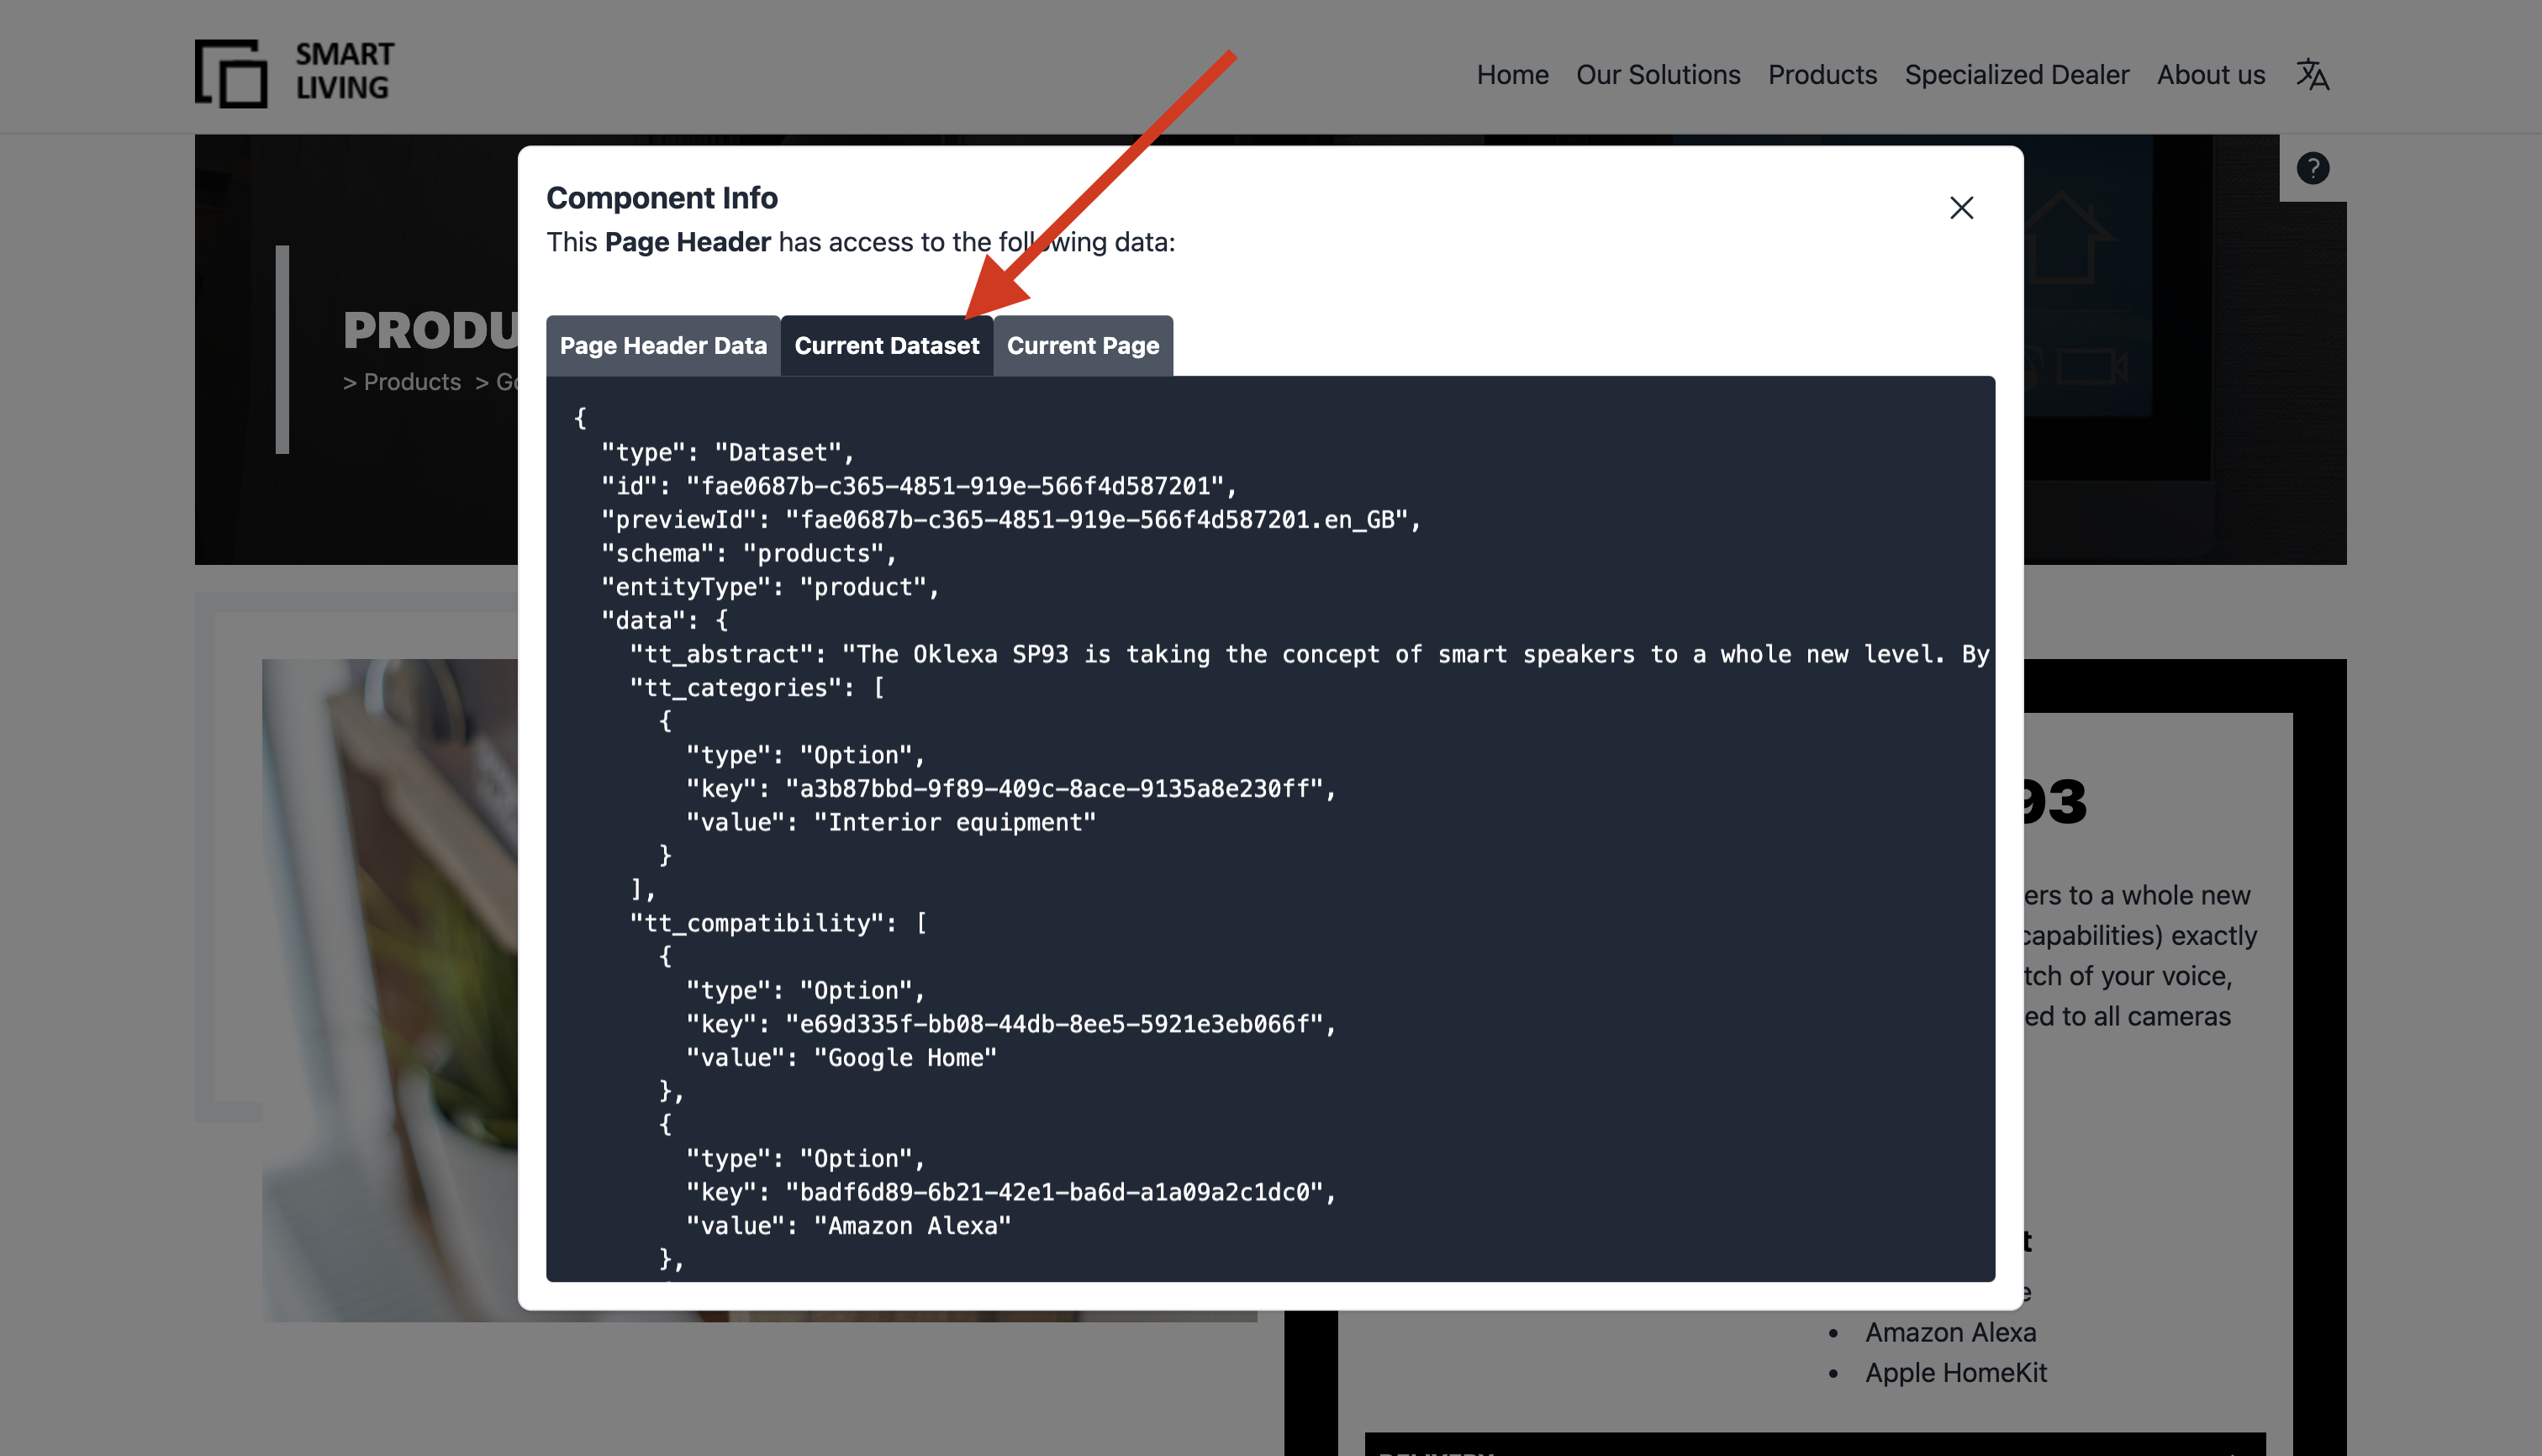 SMART
LIVING
Home Our Solutions Products Specialized Dealer About us
Component Info
This Page Header has access to the following data:
PRODU
> Products > Go
Page Header Data Current Dataset Current Page
{
"type": "Dataset",
"id": "fae0687b-c365-4851-919e-566f4d587201",
"previewId": "fae0687b-c365-4851-919e-566f4d587201.en_GB",
"schema": "products",
"entityType": "product",
"data": {
"tt_abstract": "The Oklexa SP93 is taking the concept of smart speakers to a whole new level. By
"tt_categories": [
{
"type": "Option",
"key": "a3b87bbd-9f89-409c-8ace-9135a8e230ff",
"value": "Interior equipment"
}
],
"tt_compatibility": [
{
"type": "Option",
"key": "e69d335f-bb08-44db-8ee5-5921e3eb066f",
"value": "Google Home"
},
{
"type": "Option",
"key": "badf6d89-6b21-42e1-ba6d-a1a09a2c1dc0",
"value": "Amazon Alexa"
},
93
ers to a whole new
capabilities) exactly
tch of your voice,
ed to all cameras
t
e
• Amazon Alexa
• Apple HomeKit